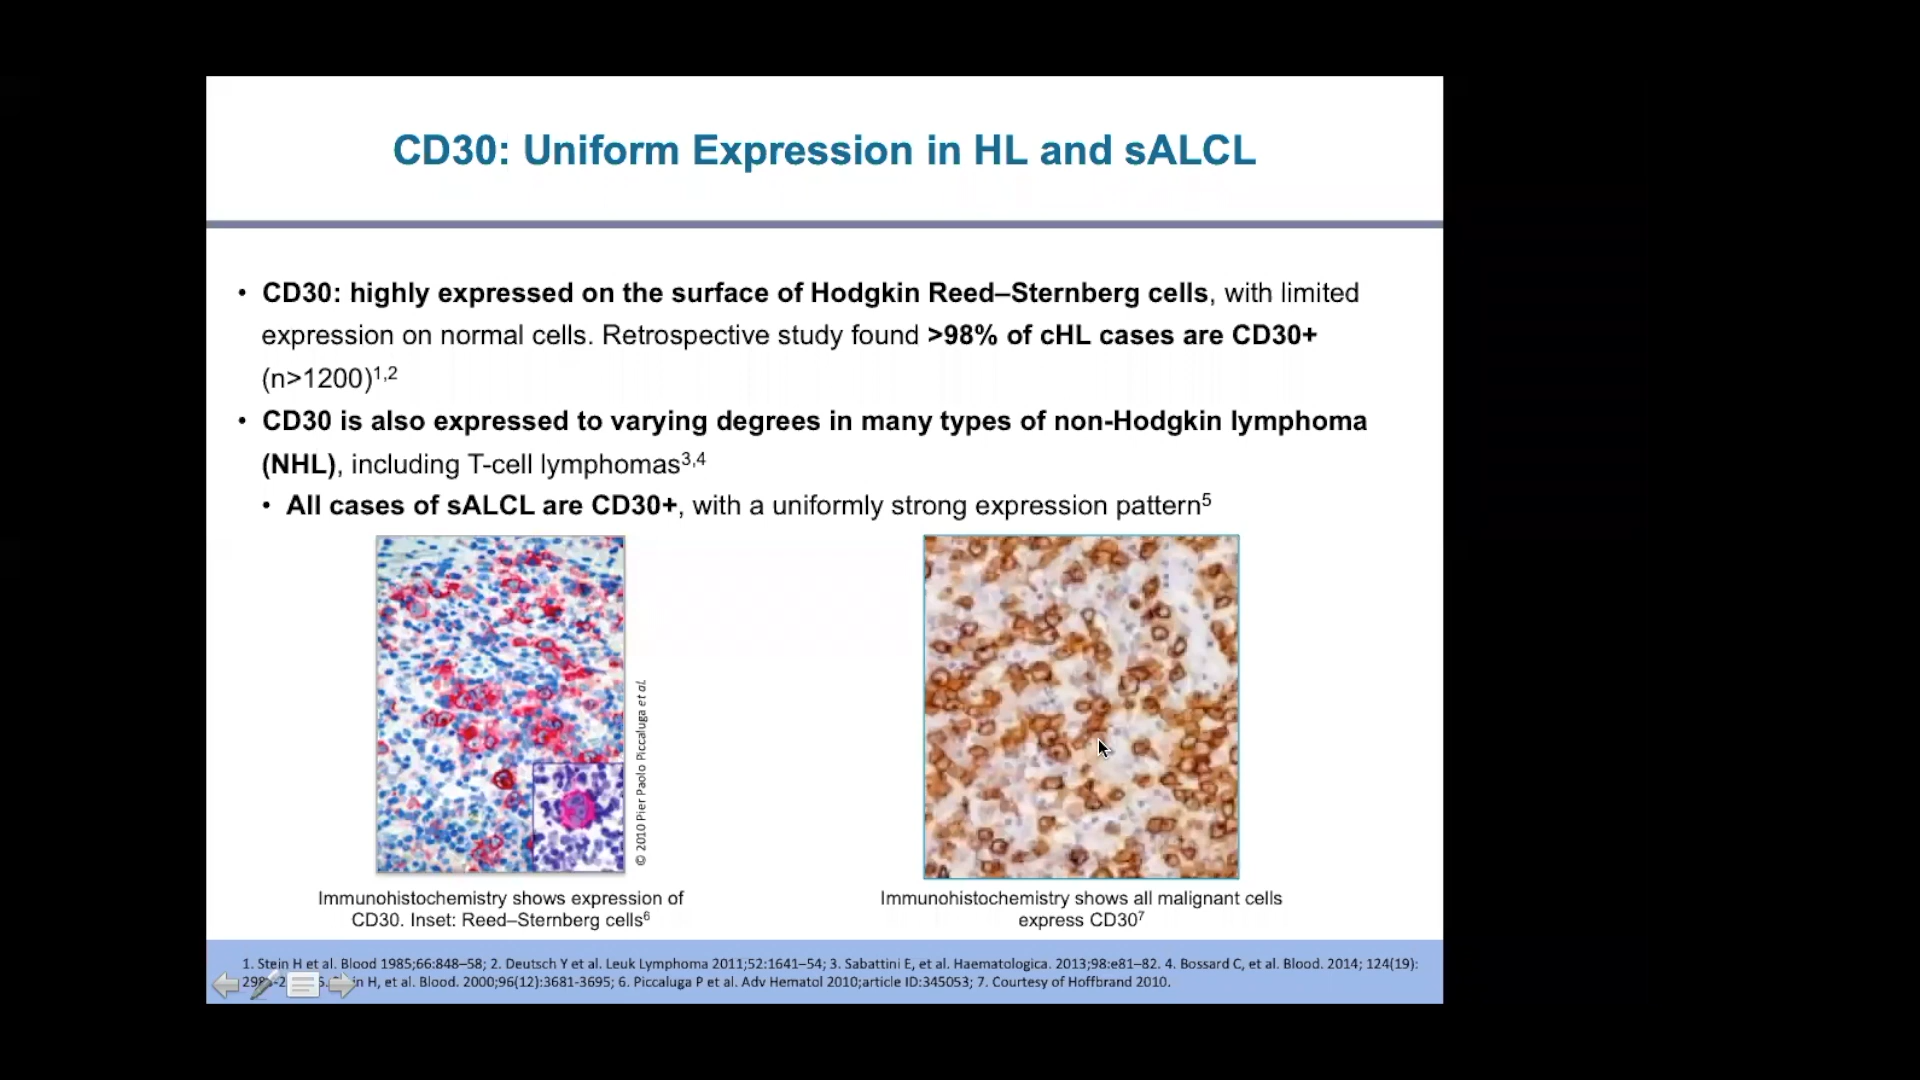 CD30: Uniform Expression in HL and sALCL
• CD30: highly expressed on the surface of Hodgkin Reed–Sternberg cells, with limited
expression on normal cells. Retrospective study found >98% of cHL cases are CD30+
(n>1200)1,2
• CD30 is also expressed to varying degrees in many types of non-Hodgkin lymphoma
(NHL), including T-cell lymphomas3,4
• All cases of sALCL are CD30+, with a uniformly strong expression pattern5
© 2010 Pier Paolo Piccaluga et al.
Immunohistochemistry shows expression of
CD30. Inset: Reed–Sternberg cells6
Immunohistochemistry shows all malignant cells
express CD307
1. Stein H et al. Blood 1985;66:848–58; 2. Deutsch Y et al. Leuk Lymphoma 2011;52:1641–54; 3. Sabattini E, et al. Haematologica. 2013;98:e81–82. 4. Bossard C, et al. Blood. 2014; 124(19):
H, et al. Blood. 2000;96(12):3681-3695; 6. Piccaluga P et al. Adv Hematol 2010;article ID:345053; 7. Courtesy of Hoffbrand 2010.